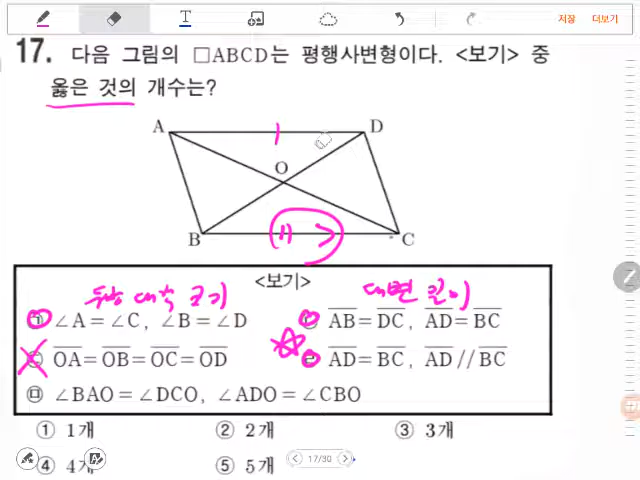 저장 더보기
17. 다음 그림의 □ABCD는 평행사변형이다. <보기> 중
옳은 것의 개수는?
A D
O
B C
<보기>
두쌍 대각 크기 대변 길이
∠A=∠C, ∠B=∠D
AB=DC, AD=BC
OA=OB=OC=OD
AD=BC, AD//BC
ㅁ ∠BAO=∠DCO, ∠ADO=∠CBO
① 1개 ② 2개 ③ 3개
④ 4개 ⑤ 5개
17/30